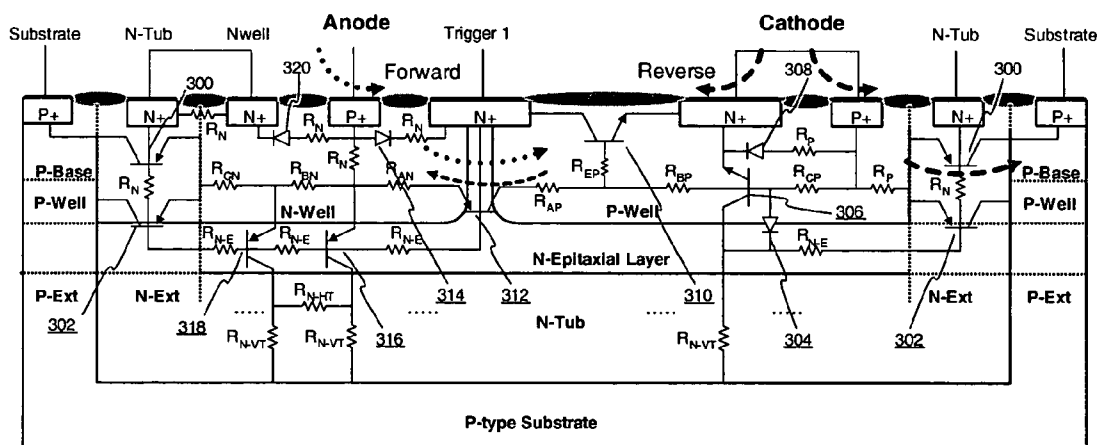 Anode
Cathode
Substrate
N-Tub
Nwell
Trigger 1
N-Tub
Substrate
300
320
Forward
Reverse
308
300
P+
N+
N+
P+
N+
N+
P+
N+
P+
R_N
R_N
R_N
R_P
R_N
R_EP
P-Base
R_N
R_CN
R_BN
R_AN
R_AP
R_BP
R_CP
R_P
R_N
P-Base
P-Well
N-Well
P-Well
306
P-Well
R_N-E
R_N-E
R_N-E
R_N-E
N-Epitaxial Layer
P-Ext
N-Ext
314
312
310
N-Ext
P-Ext
302
318
R_N-HT
316
N-Tub
304
302
R_N-VT
R_N-VT
R_N-VT
P-type Substrate